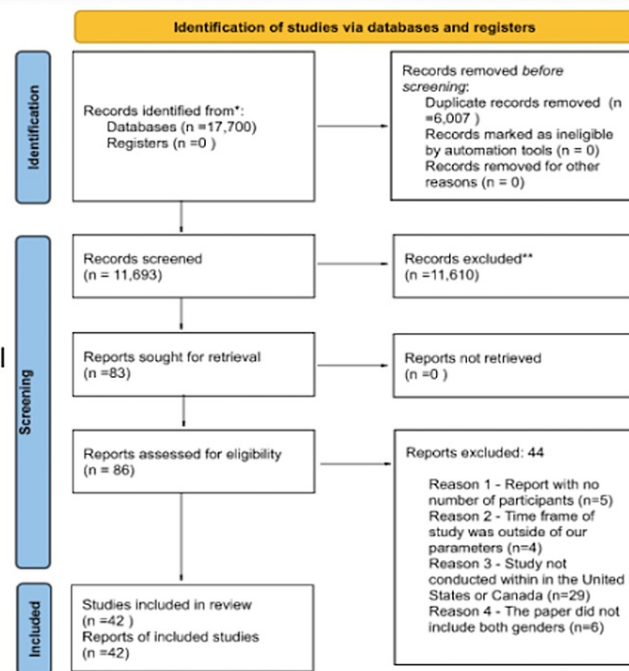 Identification of studies via databases and registers
Identification
Records identified from*:
Databases (n =17,700)
Registers (n =0 )
Records removed before
screening:
Duplicate records removed (n
=6,007 )
Records marked as ineligible
by automation tools (n = 0)
Records removed for other
reasons (n = 0)
Screening
Records screened
(n = 11,693)
Records excluded**
(n =11,610)
Reports sought for retrieval
(n =83)
Reports not retrieved
(n =0 )
Reports assessed for eligibility
(n = 86)
Reports excluded: 44
Reason 1 - Report with no
number of participants (n=5)
Reason 2 - Time frame of
study was outside of our
parameters (n=4)
Reason 3 - Study not
conducted within in the United
States or Canada (n=29)
Reason 4 - The paper did not
include both genders (n=6)
Included
Studies included in review
(n =42 )
Reports of included studies
(n =42)